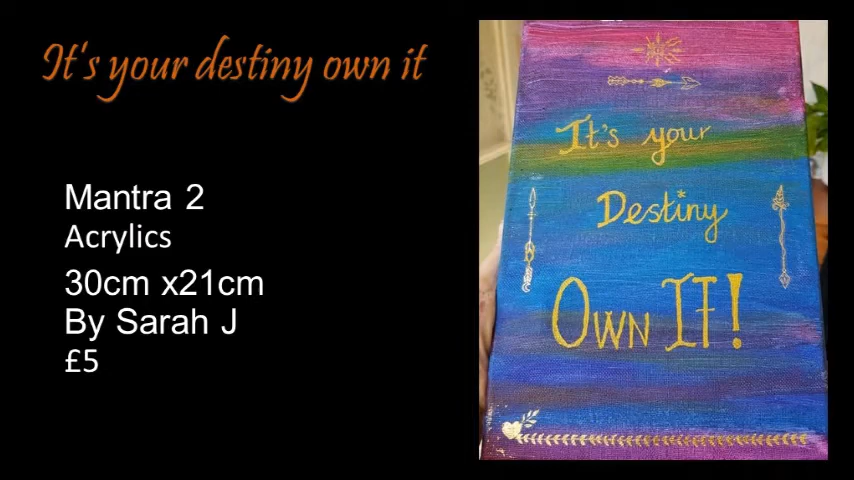 It's your destiny own it
Mantra 2
Acrylics
30cm x21cm
By Sarah J
£5
It's your
Destiny
OWN IT!